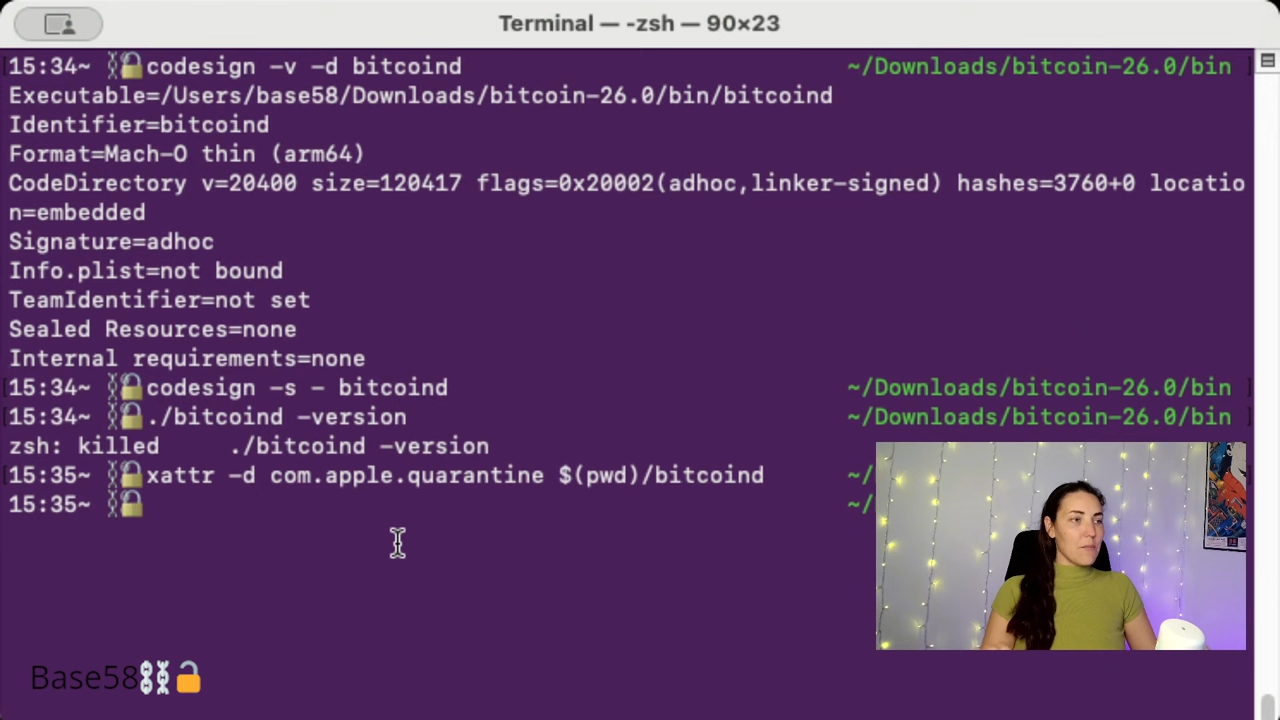 Terminal — -zsh — 90×23
15:34~ ⛓🔒codesign -v -d bitcoind ~/Downloads/bitcoin-26.0/bin
Executable=/Users/base58/Downloads/bitcoin-26.0/bin/bitcoind
Identifier=bitcoind
Format=Mach-O thin (arm64)
CodeDirectory v=20400 size=120417 flags=0x20002(adhoc,linker-signed) hashes=3760+0 locatio
n=embedded
Signature=adhoc
Info.plist=not bound
TeamIdentifier=not set
Sealed Resources=none
Internal requirements=none
15:34~ ⛓🔒codesign -s - bitcoind ~/Downloads/bitcoin-26.0/bin
15:34~ ⛓🔒./bitcoind -version ~/Downloads/bitcoin-26.0/bin
zsh: killed ./bitcoind -version
15:35~ ⛓🔒xattr -d com.apple.quarantine $(pwd)/bitcoind ~/
15:35~ ⛓🔒 ~/
Base58⛓🔓